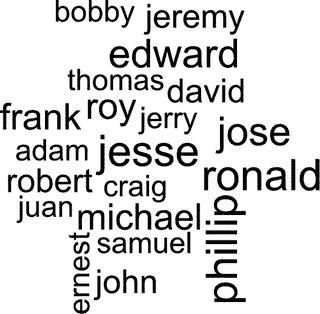 bobby
jeremy
edward
thomas
david
frank
roy
jerry
jose
adam
jesse
robert
craig
ronald
juan
michael
phillip
ernest
samuel
john